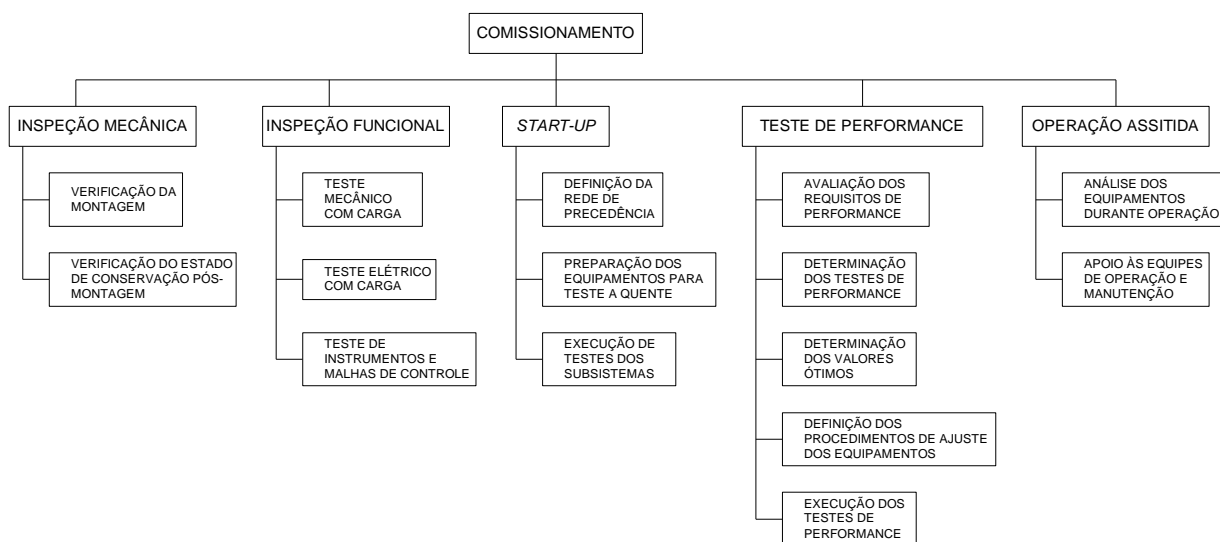 COMISSIONAMENTO
INSPEÇÃO MECÂNICA
VERIFICAÇÃO DA
MONTAGEM
VERIFICAÇÃO DO ESTADO
DE CONSERVAÇÃO PÓS-
MONTAGEM
INSPEÇÃO FUNCIONAL
TESTE
MECÂNICO
COM CARGA
TESTE ELÉTRICO
COM CARGA
TESTE DE
INSTRUMENTOS E
MALHAS DE CONTROLE
START-UP
DEFINIÇÃO DA
REDE DE
PRECEDÊNCIA
PREPARAÇÃO DOS
EQUIPAMENTOS PARA
TESTE A QUENTE
EXECUÇÃO DE
TESTES DOS
SUBSISTEMAS
TESTE DE PERFORMANCE
AVALIAÇÃO DOS
REQUISITOS DE
PERFORMANCE
DETERMINAÇÃO
DOS TESTES DE
PERFORMANCE
DETERMINAÇÃO
DOS VALORES
ÓTIMOS
DEFINIÇÃO DOS
PROCEDIMENTOS DE AJUSTE
DOS EQUIPAMENTOS
EXECUÇÃO DOS
TESTES DE
PERFORMANCE
OPERAÇÃO ASSITIDA
ANÁLISE DOS
EQUIPAMENTOS
DURANTE OPERAÇÃO
APOIO ÀS EQUIPES
DE OPERAÇÃO E
MANUTENÇÃO